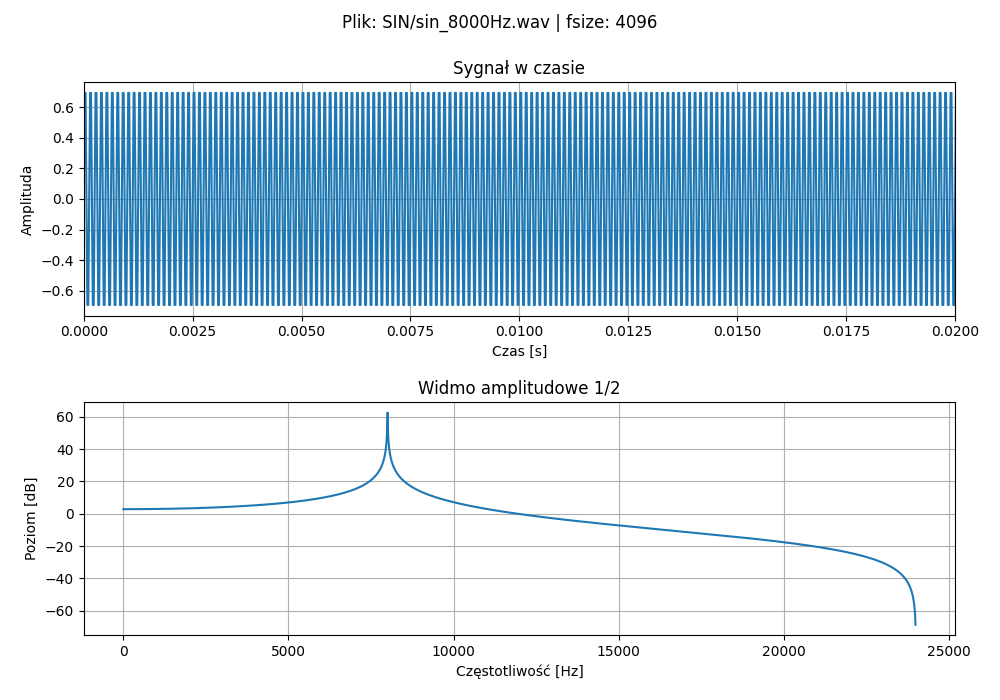 Plik: SIN/sin_8000Hz.wav | fsize: 4096
Sygnał w czasie
Amplituda
0.6
0.4
0.2
0.0
−0.2
−0.4
−0.6
0.0000 0.0025 0.0050 0.0075 0.0100 0.0125 0.0150 0.0175 0.0200
Czas [s]
Widmo amplitudowe 1/2
Poziom [dB]
60
40
20
0
−20
−40
−60
0 5000 10000 15000 20000 25000
Częstotliwość [Hz]